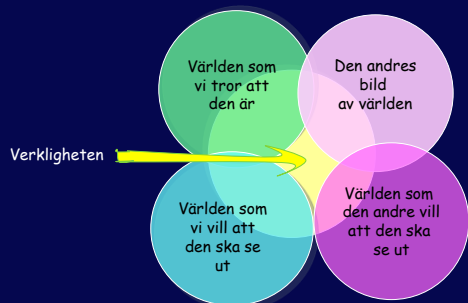 Världen som
vi tror att
den är
Den andres
bild
av världen
Verkligheten
Världen som
vi vill att
den ska se
ut
Världen som
den andre vill
att den ska
se ut